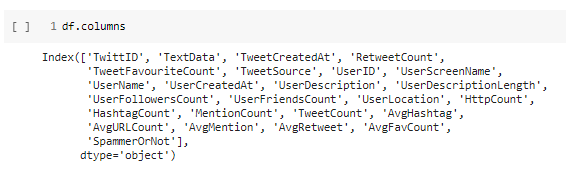 [ ] 1 df.columns
Index(['TwittID', 'TextData', 'TweetCreatedAt', 'RetweetCount',
'TweetFavouriteCount', 'TweetSource', 'UserID', 'UserScreenName',
'UserName', 'UserCreatedAt', 'UserDescription', 'UserDescriptionLength',
'UserFollowersCount', 'UserFriendsCount', 'UserLocation', 'HttpCount',
'HashtagCount', 'MentionCount', 'TweetCount', 'AvgHashtag',
'AvgURLCount', 'AvgMention', 'AvgRetweet', 'AvgFavCount',
'SpammerOrNot'],
dtype='object')